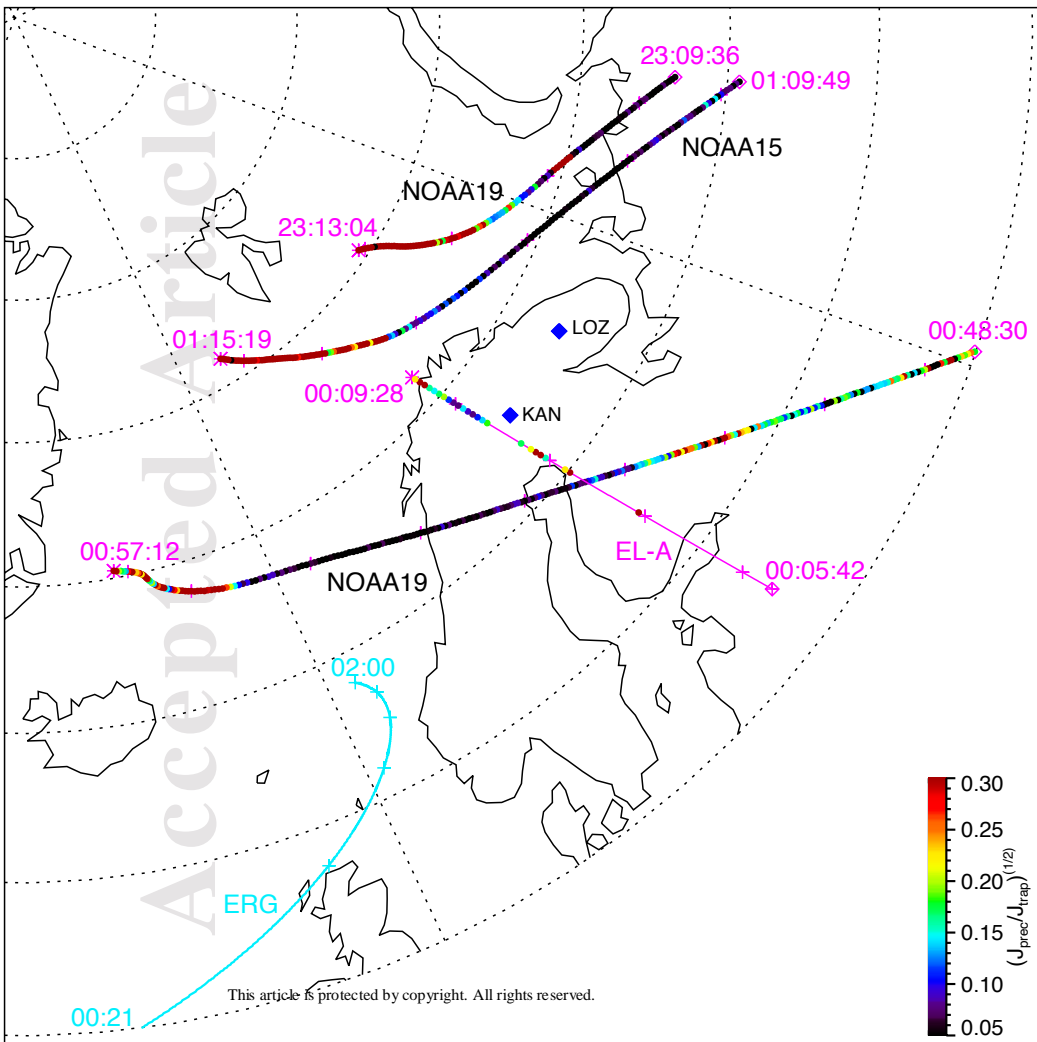 23:09:36
01:09:49
NOAA15
NOAA19
23:13:04
LOZ
01:15:19
00:48:30
00:09:28
KAN
EL-A
00:57:12
NOAA19
00:05:42
02:00
ERG
00:21
0.30
0.25
0.20
0.15
0.10
0.05
(J_prec/J_trap)^(1/2)
Accepted Article
This article is protected by copyright. All rights reserved.